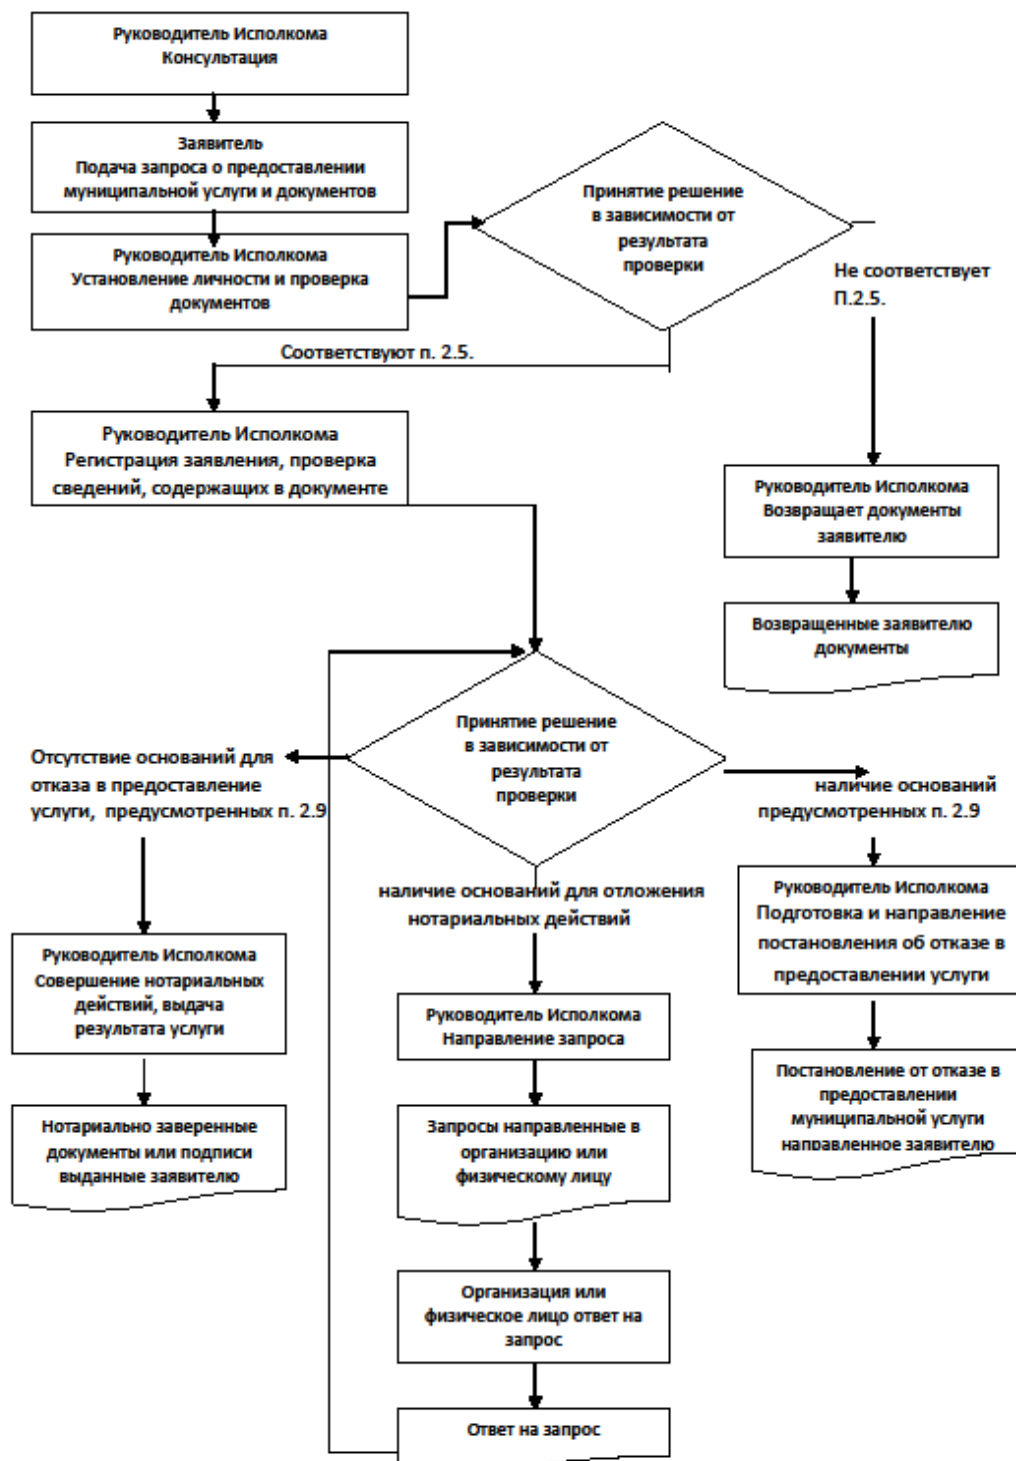 Руководитель Исполкома
Консультация
Заявитель
Подача запроса о предоставлении
муниципальной услуги и документов
Руководитель Исполкома
Установление личности и проверка
документов
Принятие решение
в зависимости от
результата
проверки
Не соответствует
П.2.5.
Соответствуют п. 2.5.
Руководитель Исполкома
Регистрация заявления, проверка
сведений, содержащих в документе
Руководитель Исполкома
Возвращает документы
заявителю
Возвращенные заявителю
документы
Принятие решение
в зависимости от
результата
проверки
Отсутствие оснований для
отказа в предоставление
услуги, предусмотренных п. 2.9
наличие оснований
предусмотренных п. 2.9
наличие оснований для отложения
нотариальных действий
Руководитель Исполкома
Подготовка и направление
постановления об отказе в
предоставлении услуги
Руководитель Исполкома
Совершение нотариальных
действий, выдача
результата услуги
Руководитель Исполкома
Направление запроса
Постановление от отказе в
предоставлении
муниципальной услуги
направленное заявителю
Нотариально заверенные
документы или подписи
выданные заявителю
Запросы направленные в
организацию или
физическому лицу
Организация или
физическое лицо ответ на
запрос
Ответ на запрос